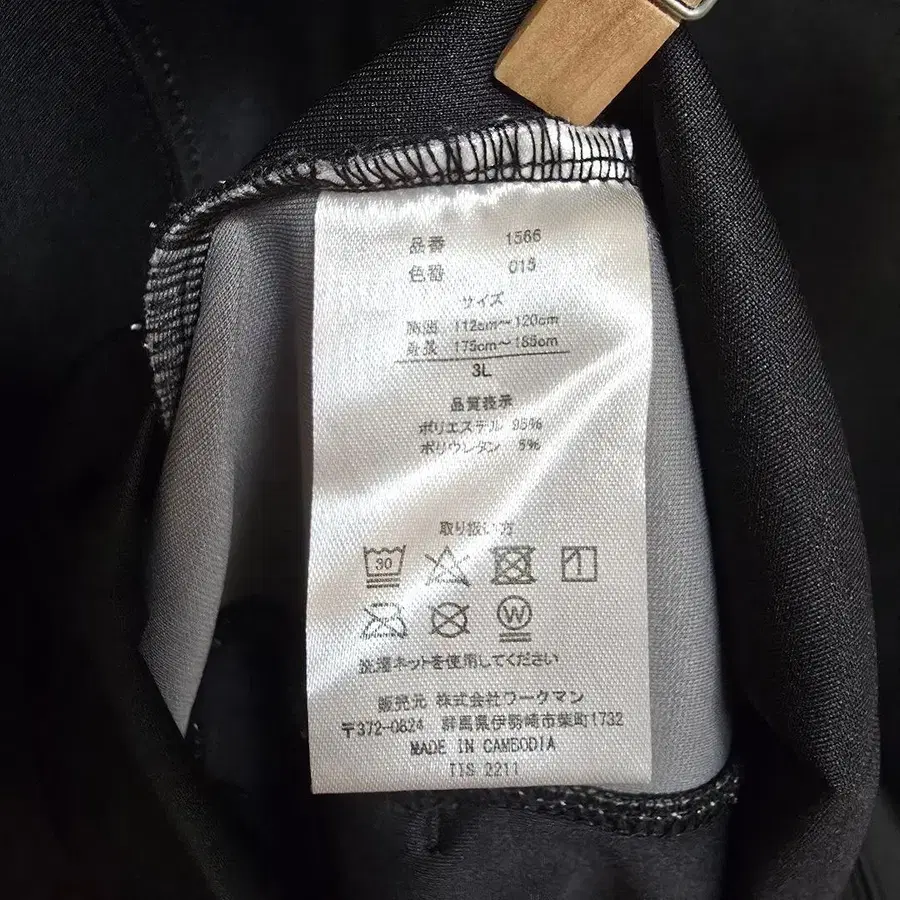 品番 1566
色番 015
サイズ
胸囲 112cm～120cm
身長 175cm～185cm
3L
品質表示
ポリエステル 95%
ポリウレタン 5%
取り扱い方
30
1
W
洗濯ネットを使用してください
販売元 株式会社ワークマン
〒372-0824 群馬県伊勢崎市柴町1732
MADE IN CAMBODIA
TIS 2211